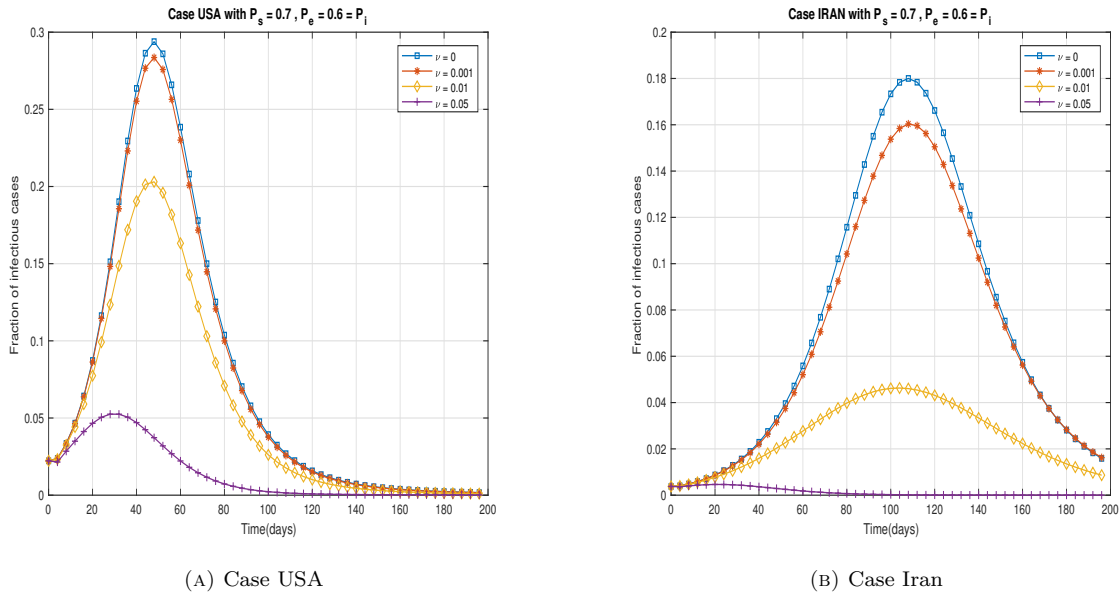 Case USA with P_s = 0.7 , P_e = 0.6 = P_i
0.3
0.25
0.2
0.15
0.1
0.05
0
Fraction of infectious cases
ν = 0
ν = 0.001
ν = 0.01
ν = 0.05
0 20 40 60 80 100 120 140 160 180 200
Time(days)
(A) Case USA
Case IRAN with P_s = 0.7 , P_e = 0.6 = P_i
0.2
0.18
0.16
0.14
0.12
0.1
0.08
0.06
0.04
0.02
0
Fraction of infectious cases
ν = 0
ν = 0.001
ν = 0.01
ν = 0.05
0 20 40 60 80 100 120 140 160 180 200
Time(days)
(B) Case Iran